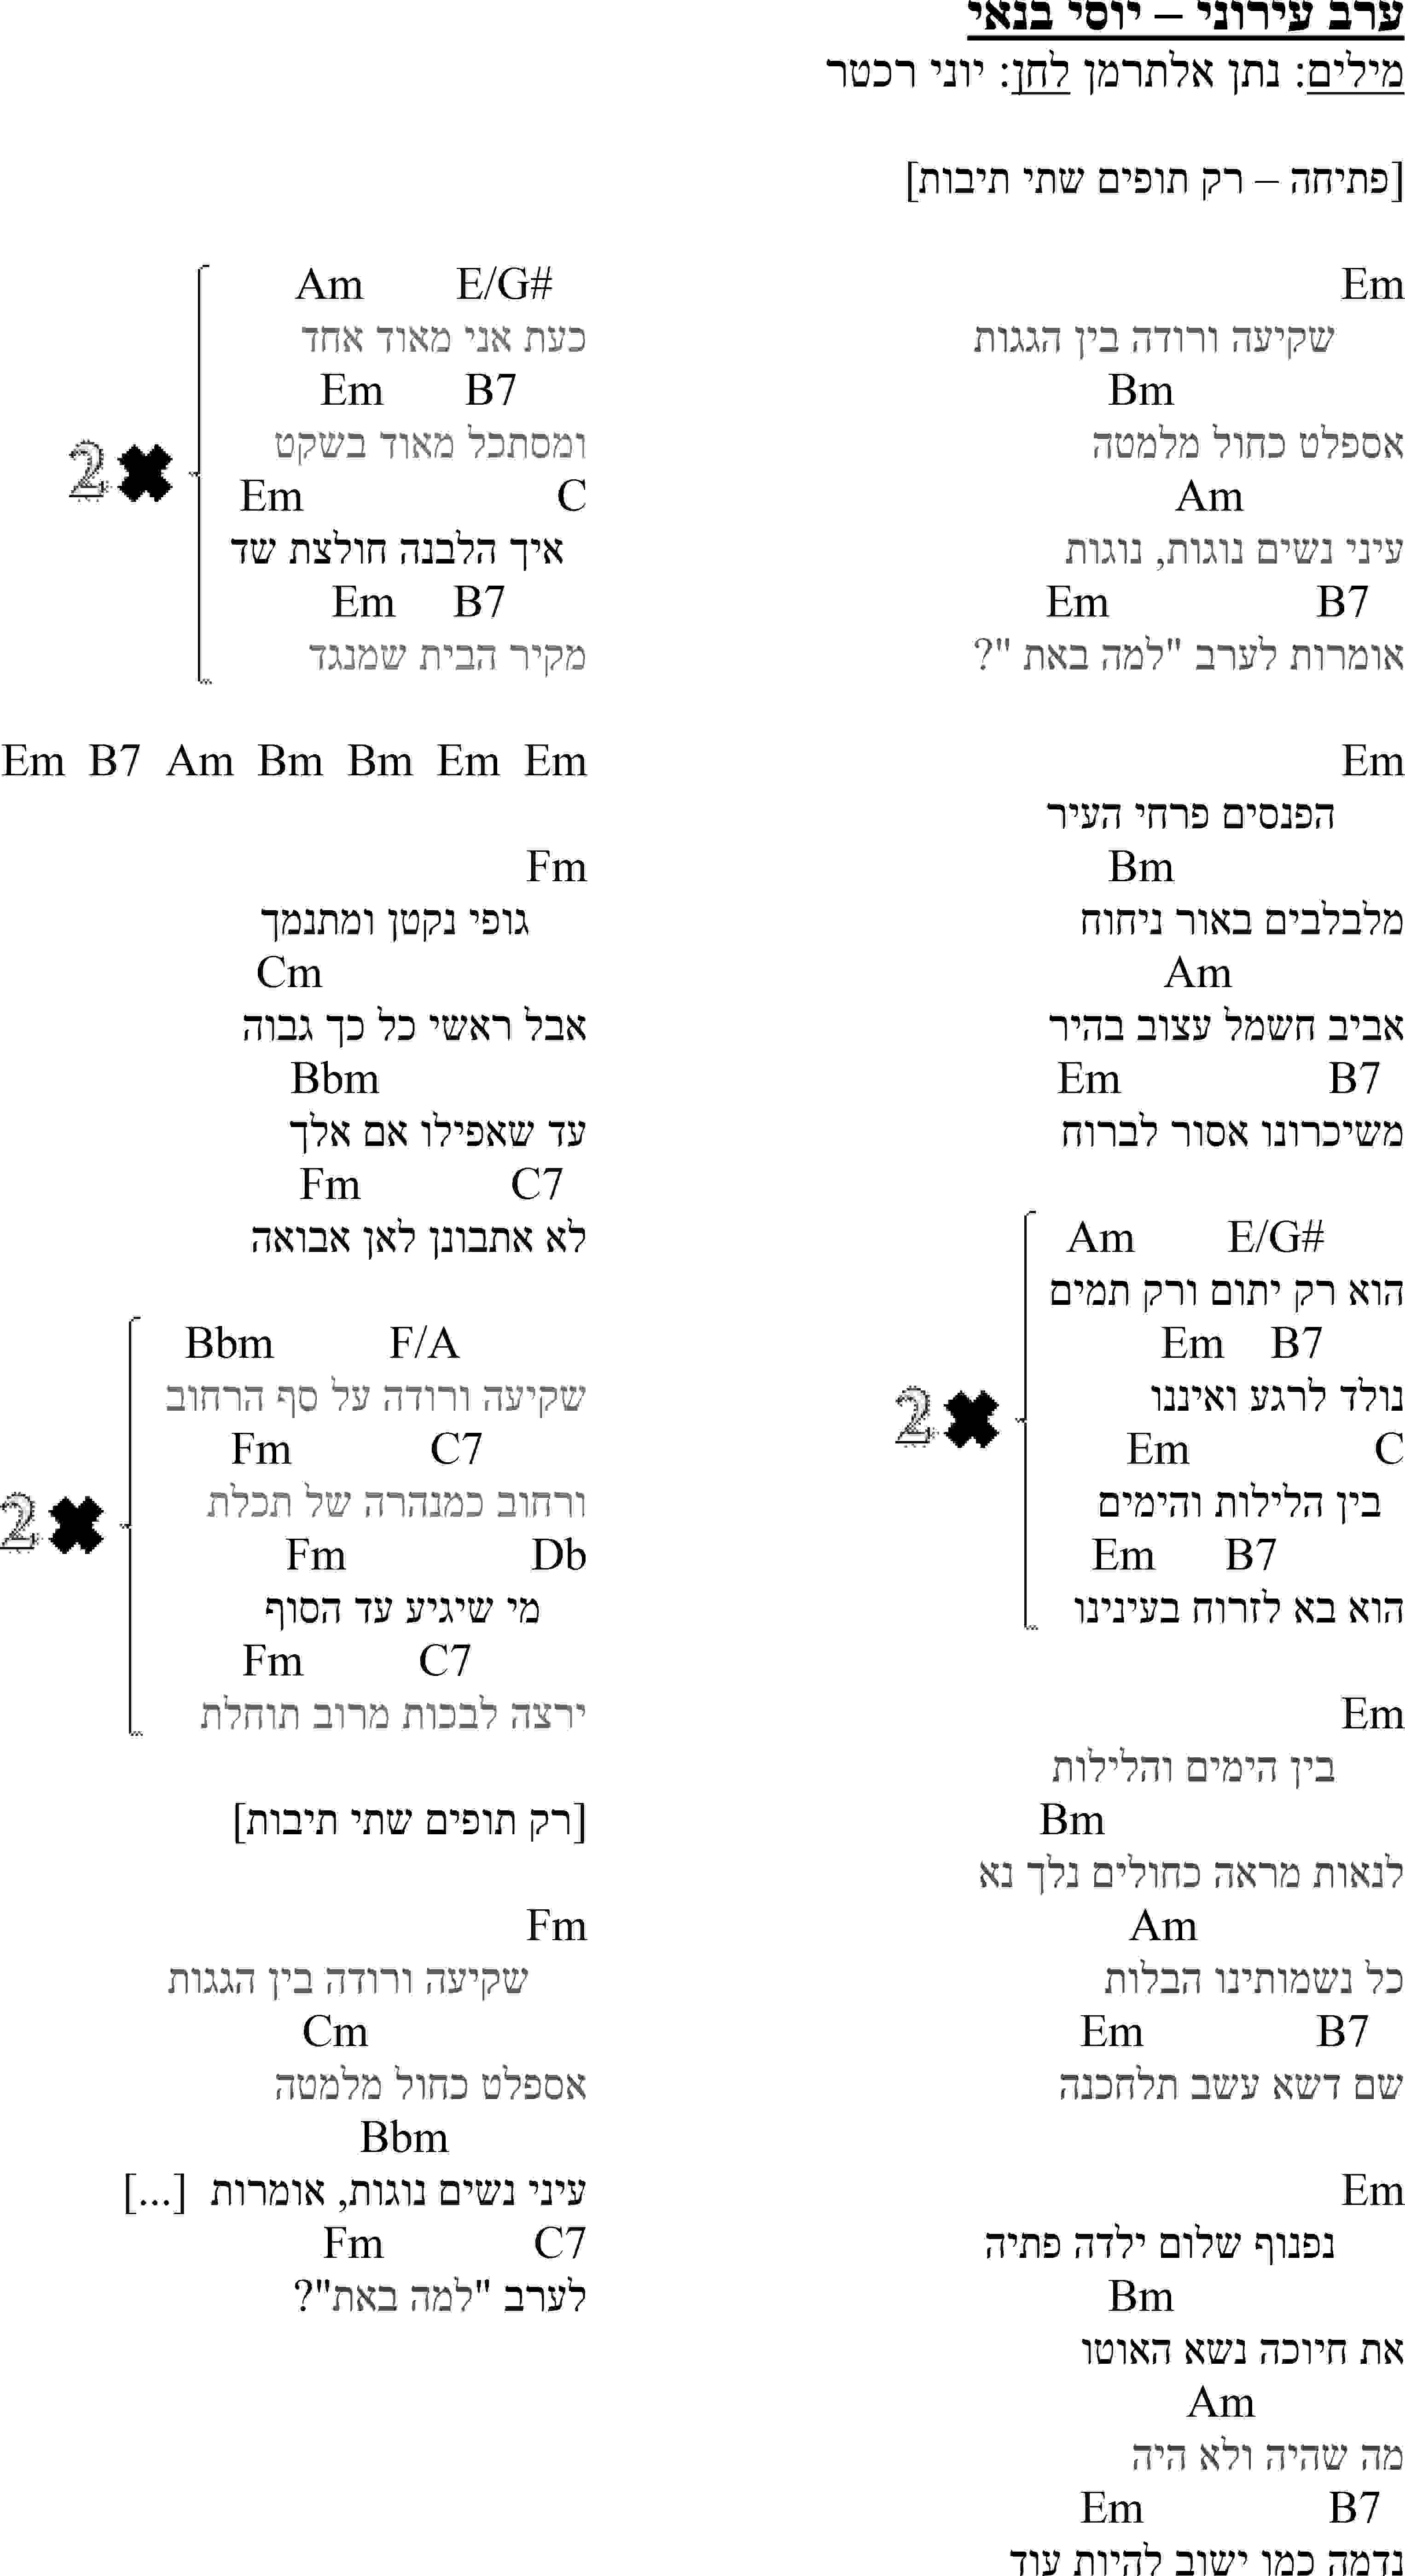 ערב עירוני – יוסי בנאי
מילים: נתן אלתרמן לחן: יוני רכטר
[פתיחה – רק תופים שתי תיבות]
Em
שקיעה ורודה בין הגגות
Bm
אספלט כחול מלמטה
Am
עיני נשים נוגות, נוגות
Em B7
אומרות לערב "למה באת "?
Em
הפנסים פרחי העיר
Bm
מלבלבים באור ניחוח
Am
אביב חשמל עצוב בהיר
Em B7
משיכרונו אסור לברוח
Am E/G#
הוא רק יתום ורק תמים
Em B7
נולד לרגע ואיננו
Em C
בין הלילות והימים
Em B7
הוא בא לזרוח בעינינו
2✖
Em
בין הימים והלילות
Bm
לנאות מראה כחולים נלך נא
Am
כל נשמותינו הבלות
Em B7
שם דשא עשב תלחכנה
Em
נפנוף שלום ילדה פתיה
Bm
את חיוכה נשא האוטו
Am
מה שהיה ולא היה
Em B7
נדמה כמו ישוב להיות עוד
Am E/G#
כעת אני מאוד אחד
Em B7
ומסתכל מאוד בשקט
Em C
איך הלבנה חולצת שד
Em B7
מקיר הבית שמנגד
2✖
Em B7 Am Bm Bm Em Em
Fm
גופי נקטן ומתנמך
Cm
אבל ראשי כל כך גבוה
Bbm
עד שאפילו אם אלך
Fm C7
לא אתבונן לאן אבואה
Bbm F/A
שקיעה ורודה על סף הרחוב
Fm C7
ורחוב כמנהרה של תכלת
Fm Db
מי שיגיע עד הסוף
Fm C7
ירצה לבכות מרוב תוחלת
2✖
[רק תופים שתי תיבות]
Fm
שקיעה ורודה בין הגגות
Cm
אספלט כחול מלמטה
Bbm
עיני נשים נוגות, אומרות [...]
Fm C7
לערב "למה באת"?